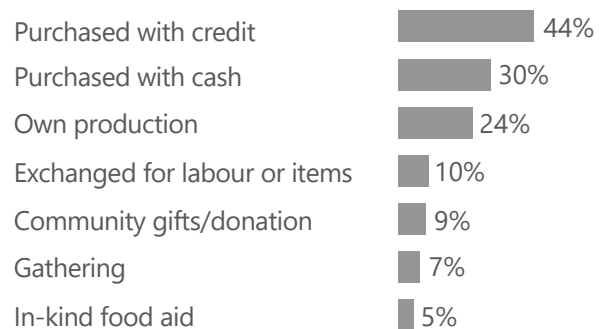 Purchased with credit 44%
Purchased with cash 30%
Own production 24%
Exchanged for labour or items 10%
Community gifts/donation 9%
Gathering 7%
In-kind food aid 5%